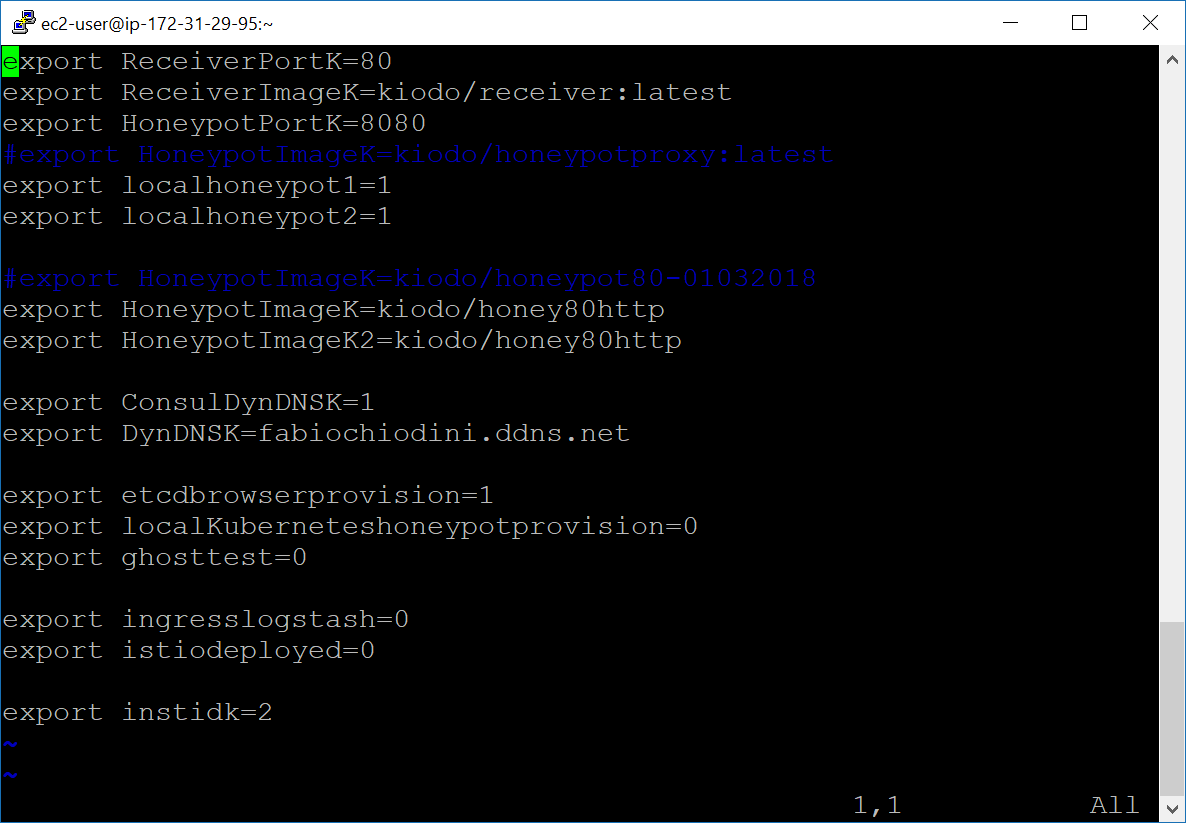 ec2-user@ip-172-31-29-95:~
export ReceiverPortK=80
export ReceiverImageK=kiodo/receiver:latest
export HoneypotPortK=8080
#export HoneypotImageK=kiodo/honeypotproxy:latest
export localhoneypot1=1
export localhoneypot2=1
#export HoneypotImageK=kiodo/honeypot80-01032018
export HoneypotImageK=kiodo/honey80http
export HoneypotImageK2=kiodo/honey80http
export ConsulDynDNSK=1
export DynDNSK=fabiochiodini.ddns.net
export etcdbrowserprovision=1
export localKuberneteshoneypotprovision=0
export ghosttest=0
export ingresslogstash=0
export istiodeployed=0
export instidk=2
~
~
1,1 All